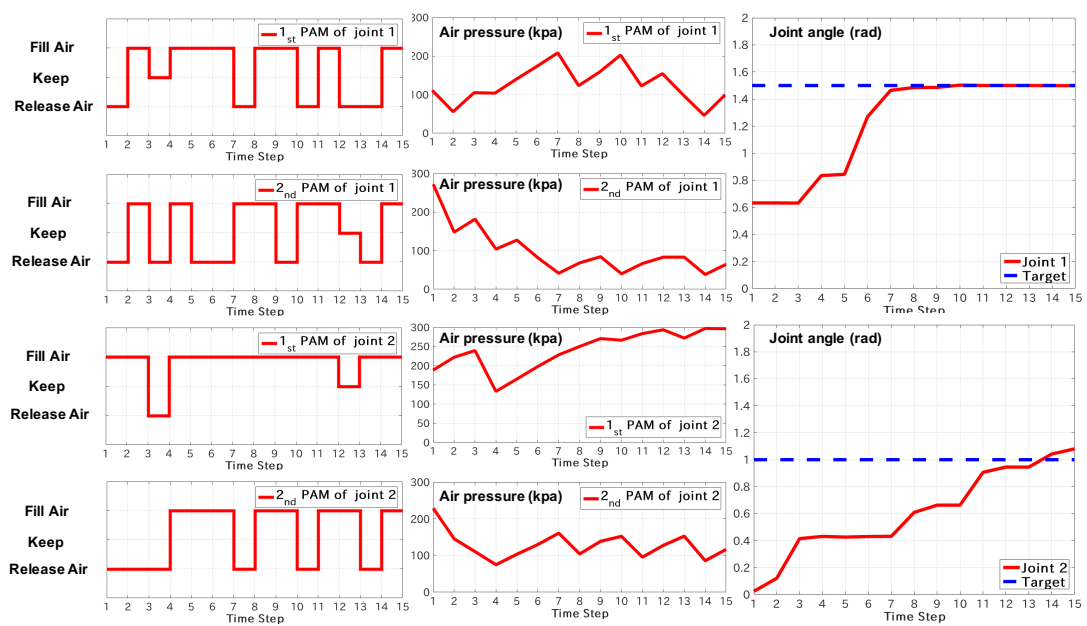 Fill Air
Keep
Release Air
1st PAM of joint 1
1 2 3 4 5 6 7 8 9 10 11 12 13 14 15
Time Step
Air pressure (kpa)
1st PAM of joint 1
300
200
100
0
1 2 3 4 5 6 7 8 9 10 11 12 13 14 15
Time Step
Fill Air
Keep
Release Air
2nd PAM of joint 1
1 2 3 4 5 6 7 8 9 10 11 12 13 14 15
Time Step
Air pressure (kpa)
2nd PAM of joint 1
300
200
100
0
1 2 3 4 5 6 7 8 9 10 11 12 13 14 15
Time Step
Joint angle (rad)
2
1.8
1.6
1.4
1.2
1
0.8
0.6
0.4
0.2
0
Joint 1
Target
1 2 3 4 5 6 7 8 9 10 11 12 13 14 15
Time Step
Fill Air
Keep
Release Air
1st PAM of joint 2
1 2 3 4 5 6 7 8 9 10 11 12 13 14 15
Time Step
Air pressure (kpa)
300
250
200
150
100
50
0
1st PAM of joint 2
1 2 3 4 5 6 7 8 9 10 11 12 13 14 15
Time Step
Fill Air
Keep
Release Air
2nd PAM of joint 2
1 2 3 4 5 6 7 8 9 10 11 12 13 14 15
Time Step
Air pressure (kpa)
2nd PAM of joint 2
300
200
100
0
1 2 3 4 5 6 7 8 9 10 11 12 13 14 15
Time Step
Joint angle (rad)
2
1.8
1.6
1.4
1.2
1
0.8
0.6
0.4
0.2
0
Joint 2
Target
1 2 3 4 5 6 7 8 9 10 11 12 13 14 15
Time Step